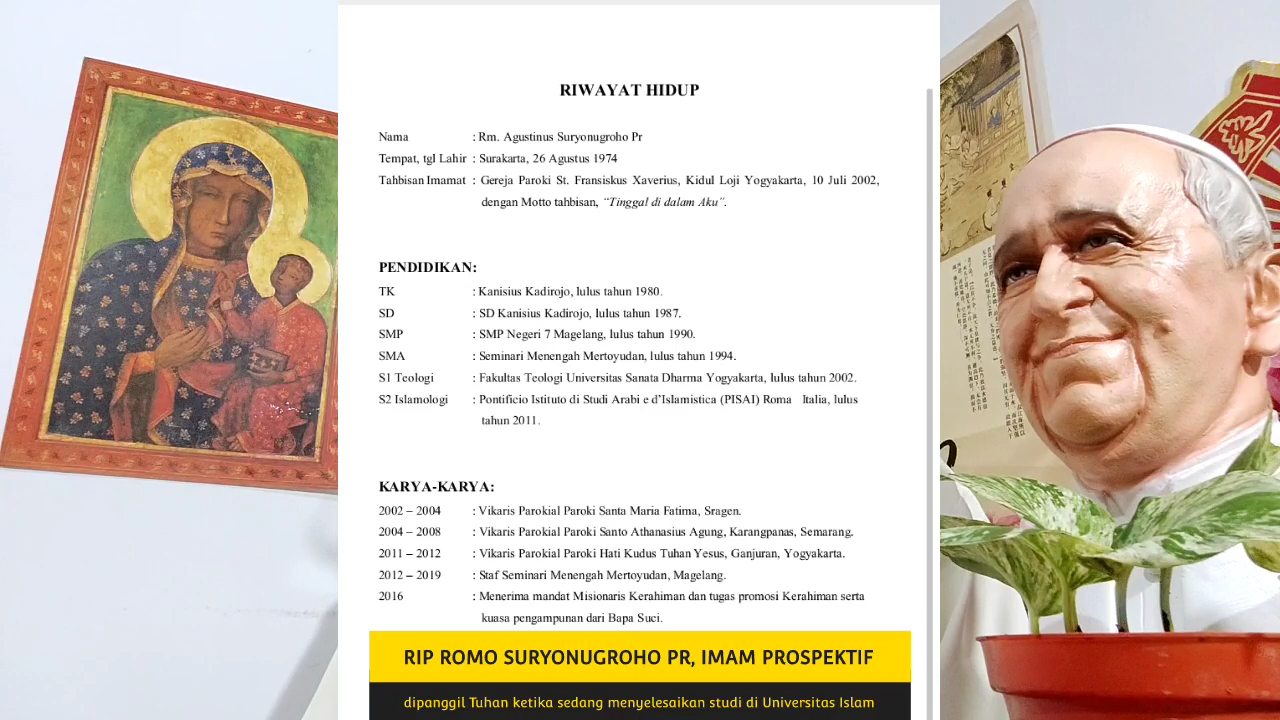 RIWAYAT HIDUP
Nama : Rm. Agustinus Suryonugroho Pr
Tempat, tgl Lahir : Surakarta, 26 Agustus 1974
Tahbisan Imamat : Gereja Paroki St. Fransiskus Xaverius, Kidul Loji Yogyakarta, 10 Juli 2002,
dengan Motto tahbisan, “Tinggal di dalam Aku”.
PENDIDIKAN:
TK : Kanisius Kadirojo, lulus tahun 1980.
SD : SD Kanisius Kadirojo, lulus tahun 1987.
SMP : SMP Negeri 7 Magelang, lulus tahun 1990.
SMA : Seminari Menengah Mertoyudan, lulus tahun 1994.
S1 Teologi : Fakultas Teologi Universitas Sanata Dharma Yogyakarta, lulus tahun 2002.
S2 Islamologi : Pontificio Istituto di Studi Arabi e d’Islamistica (PISAI) Roma Italia, lulus
tahun 2011.
KARYA-KARYA:
2002 – 2004 : Vikaris Parokial Paroki Santa Maria Fatima, Sragen.
2004 – 2008 : Vikaris Parokial Paroki Santo Athanasius Agung, Karangpanas, Semarang.
2011 – 2012 : Vikaris Parokial Paroki Hati Kudus Tuhan Yesus, Ganjuran, Yogyakarta.
2012 – 2019 : Staf Seminari Menengah Mertoyudan, Magelang.
2016 : Menerima mandat Misionaris Kerahiman dan tugas promosi Kerahiman serta
kuasa pengampunan dari Bapa Suci.
RIP ROMO SURYONUGROHO PR, IMAM PROSPEKTIF
dipanggil Tuhan ketika sedang menyelesaikan studi di Universitas Islam